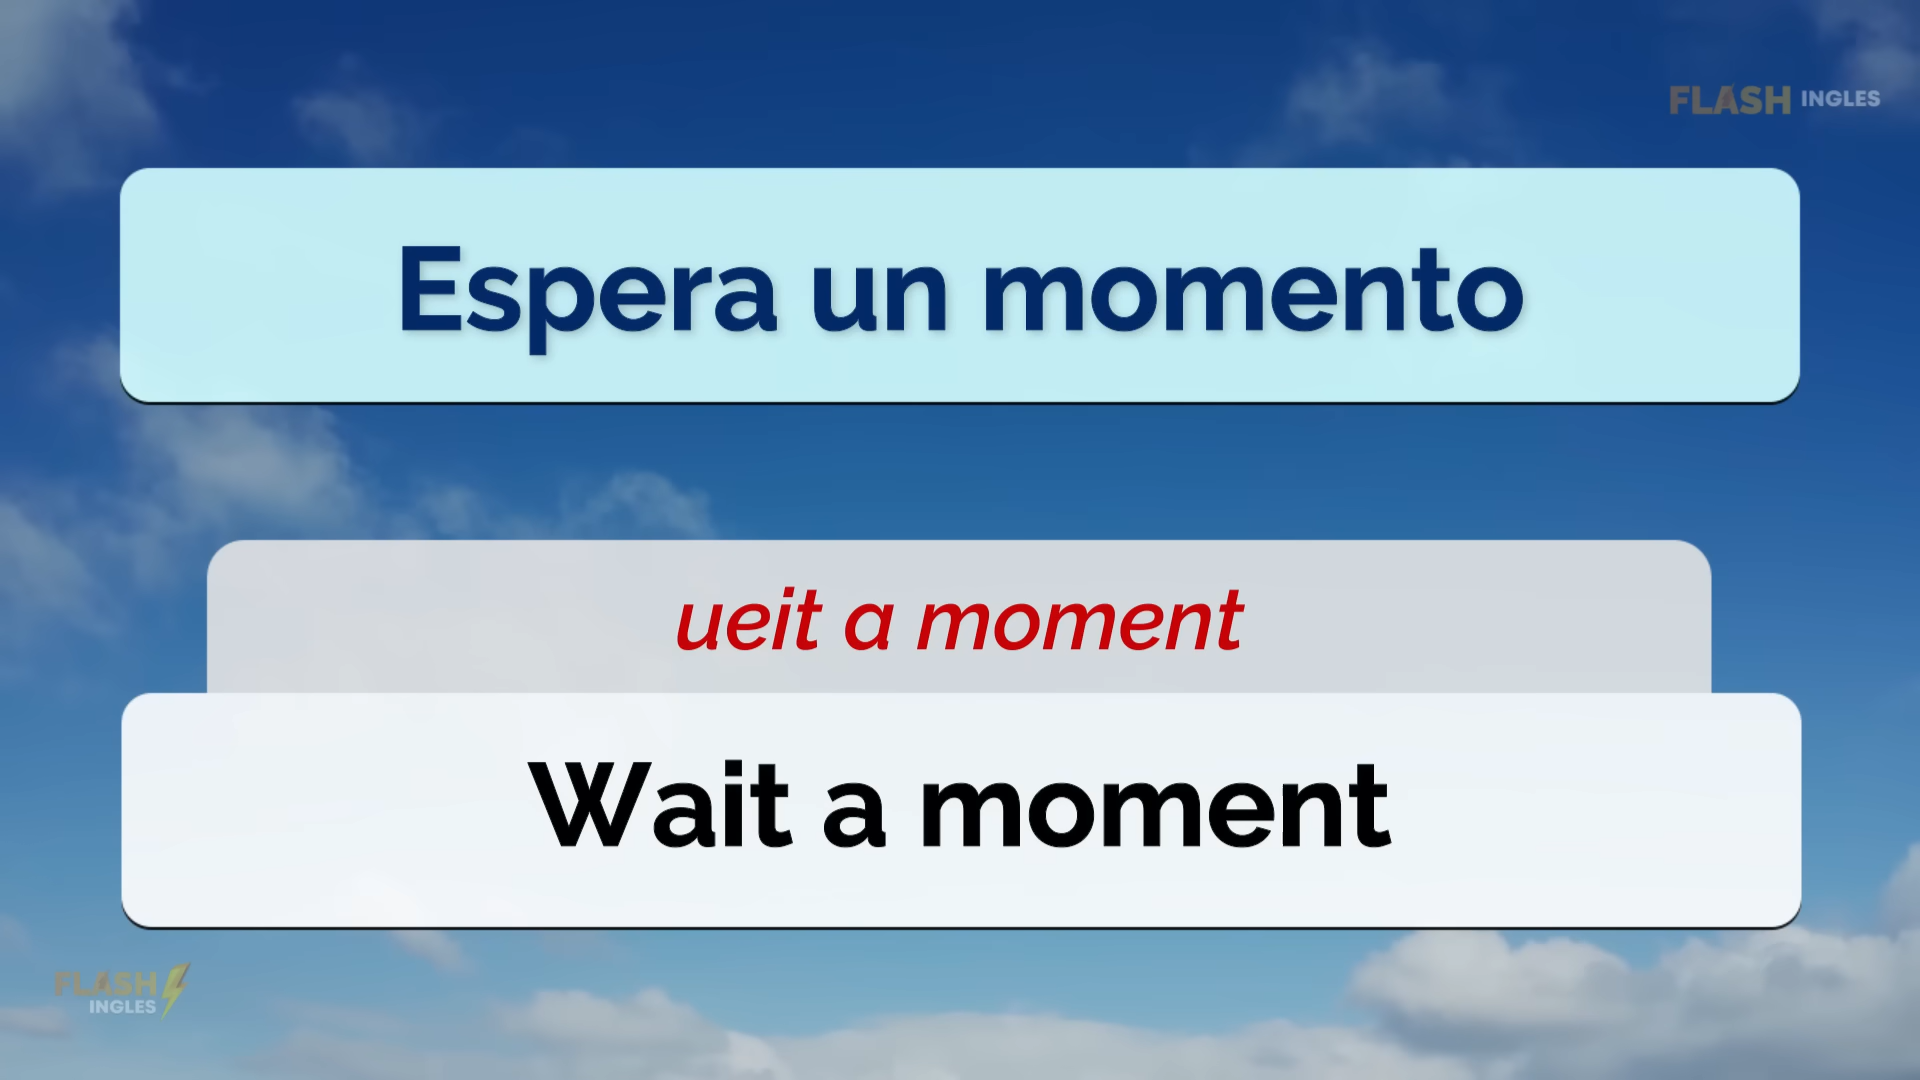 FLASH INGLES
Espera un momento
ueit a moment
Wait a moment
FLASH
INGLES